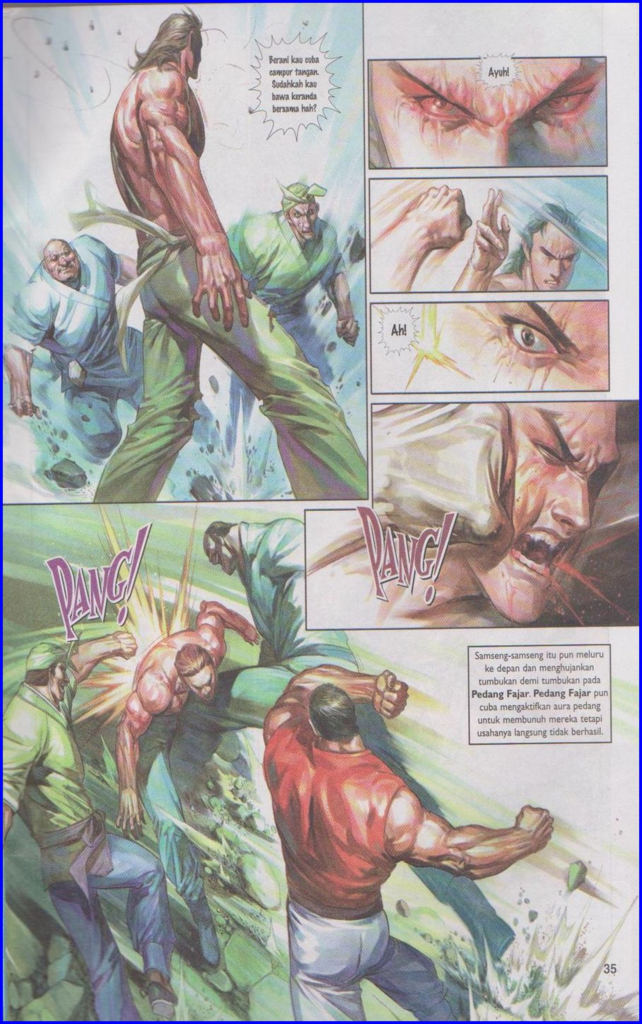 Berani kau cuba
campur tangan.
Sudahkah kau
bawa keranda
bersama hah?
Ayuh!
Ah!
PANG!
PANG!
Samseng-samseng itu pun meluru
ke depan dan menghujankan
tumbukan demi tumbukan pada
Pedang Fajar. Pedang Fajar pun
cuba mengaktifkan aura pedang
untuk membunuh mereka tetapi
usahanya langsung tidak berhasil.
35